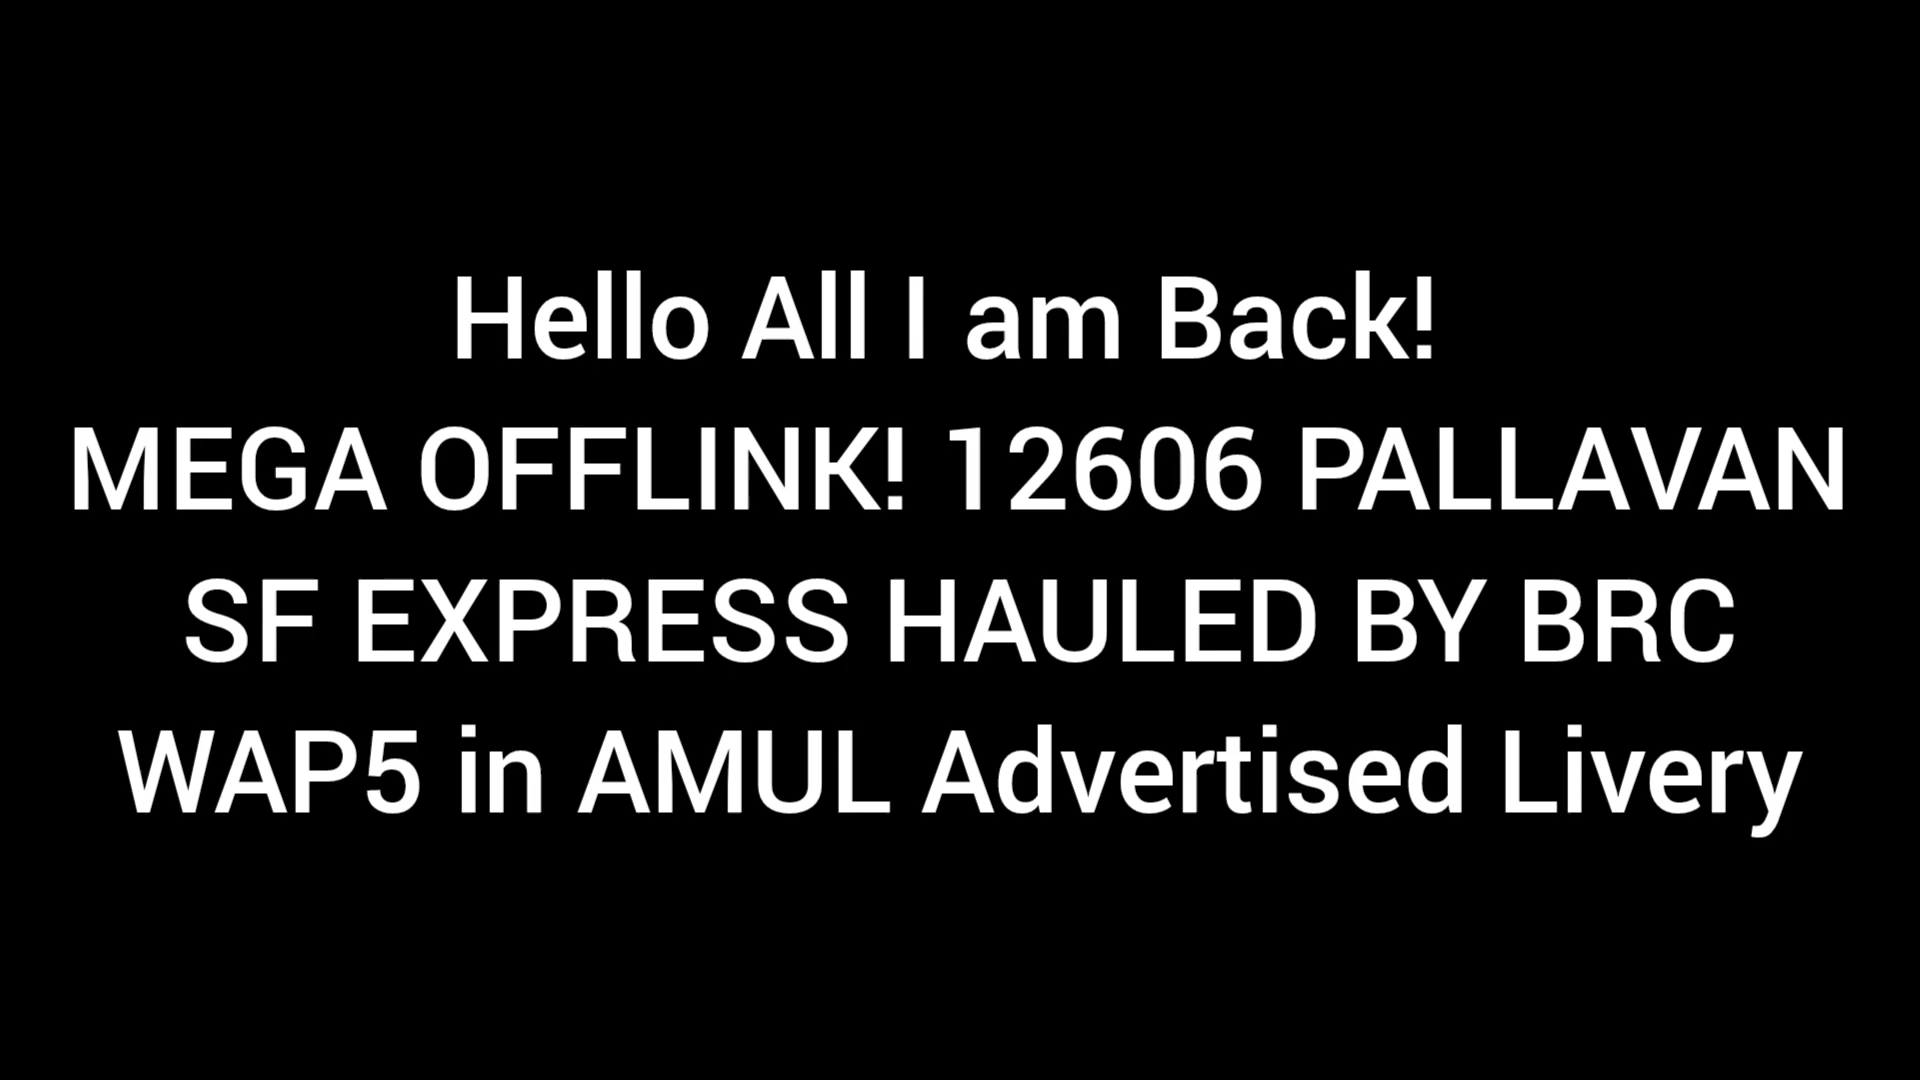 Hello All I am Back!
MEGA OFFLINK! 12606 PALLAVAN
SF EXPRESS HAULED BY BRC
WAP5 in AMUL Advertised Livery